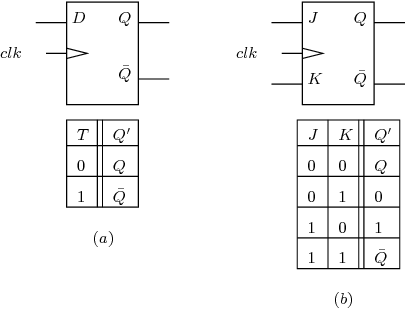 D Q
clk
Q̄
T Q'
0 Q
1 Q̄
(a)
J Q
clk
K Q̄
J K Q'
0 0 Q
0 1 0
1 0 1
1 1 Q̄
(b)